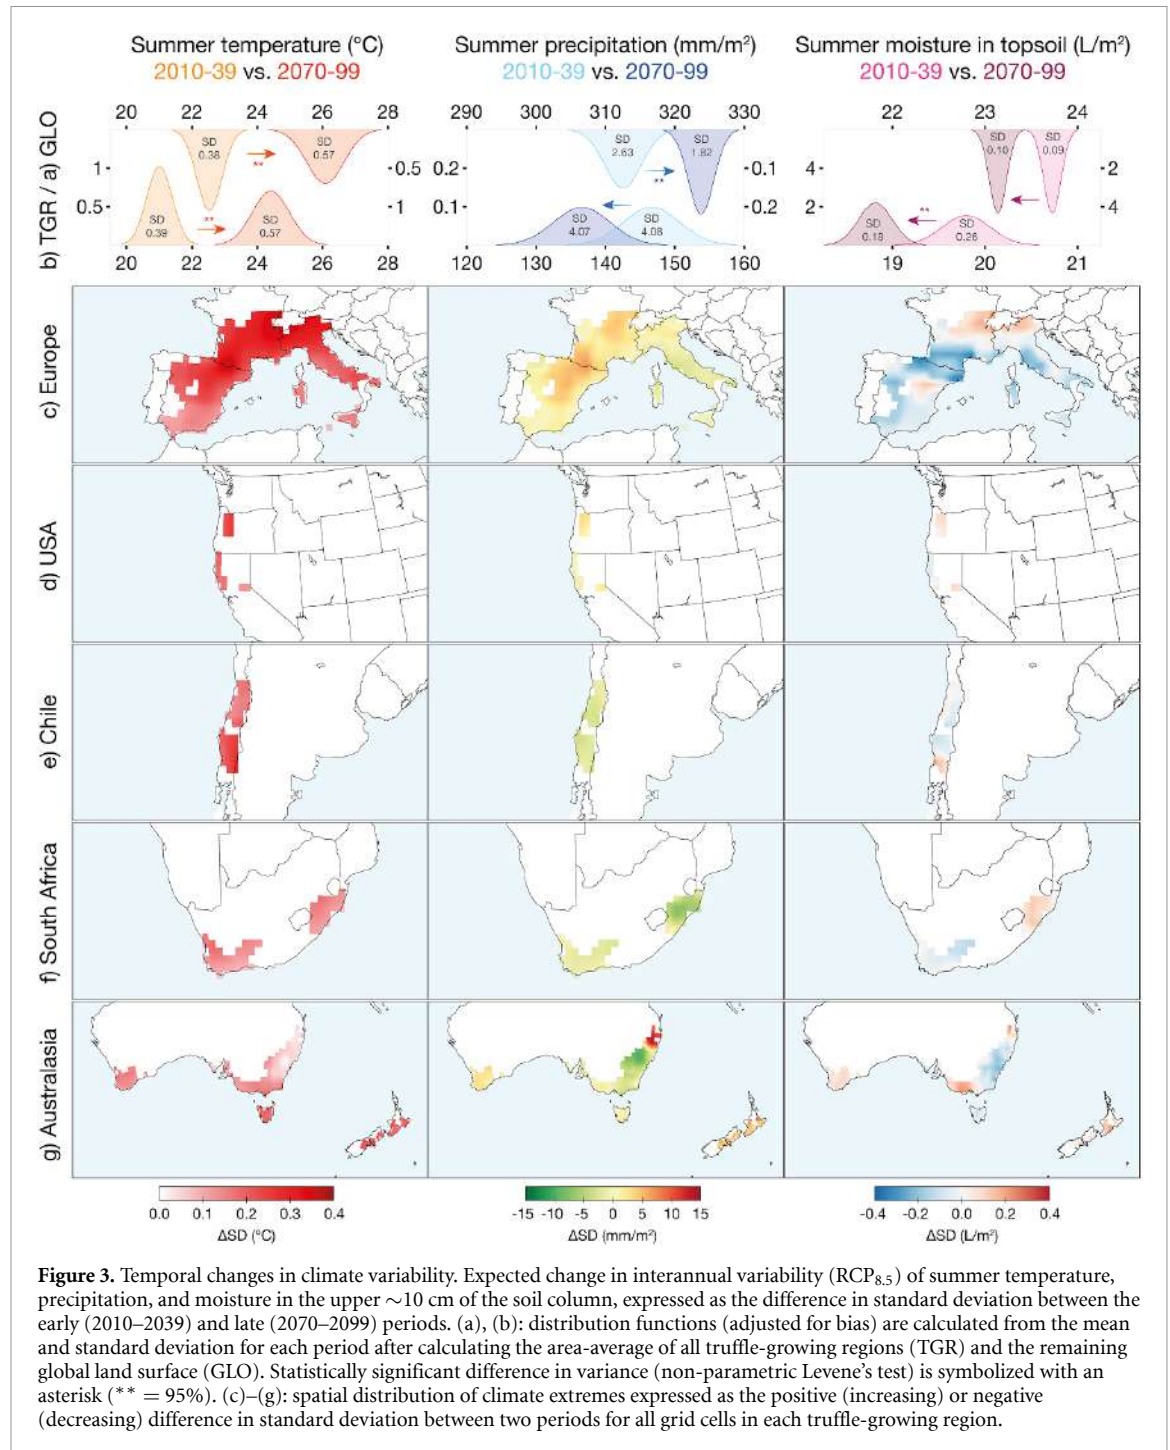 Summer temperature (°C)
2010-39 vs. 2070-99
Summer precipitation (mm/m²)
2010-39 vs. 2070-99
Summer moisture in topsoil (L/m²)
2010-39 vs. 2070-99
b) TGR / a) GLO
20 22 24 26 28
290 300 310 320 330
22 23 24
SD
0.38
**
SD
0.57
SD
2.63
**
SD
1.82
SD
0.10
SD
0.09
1
0.5
-0.5
-1
0.2
0.1
-0.1
-0.2
4
2
-2
-4
SD
0.39
**
SD
0.57
SD
4.07
SD
4.08
SD
0.18
**
SD
0.26
20 22 24 26 28
120 130 140 150 160
19 20 21
c) Europe
d) USA
e) Chile
f) South Africa
g) Australasia
0.0 0.1 0.2 0.3 0.4
ΔSD (°C)
-15 -10 -5 0 5 10 15
ΔSD (mm/m²)
-0.4 -0.2 0.0 0.2 0.4
ΔSD (L/m²)
Figure 3. Temporal changes in climate variability. Expected change in interannual variability (RCP8.5) of summer temperature,
precipitation, and moisture in the upper ∼10 cm of the soil column, expressed as the difference in standard deviation between the
early (2010–2039) and late (2070–2099) periods. (a), (b): distribution functions (adjusted for bias) are calculated from the mean
and standard deviation for each period after calculating the area-average of all truffle-growing regions (TGR) and the remaining
global land surface (GLO). Statistically significant difference in variance (non-parametric Levene's test) is symbolized with an
asterisk (** = 95%). (c)–(g): spatial distribution of climate extremes expressed as the positive (increasing) or negative
(decreasing) difference in standard deviation between two periods for all grid cells in each truffle-growing region.